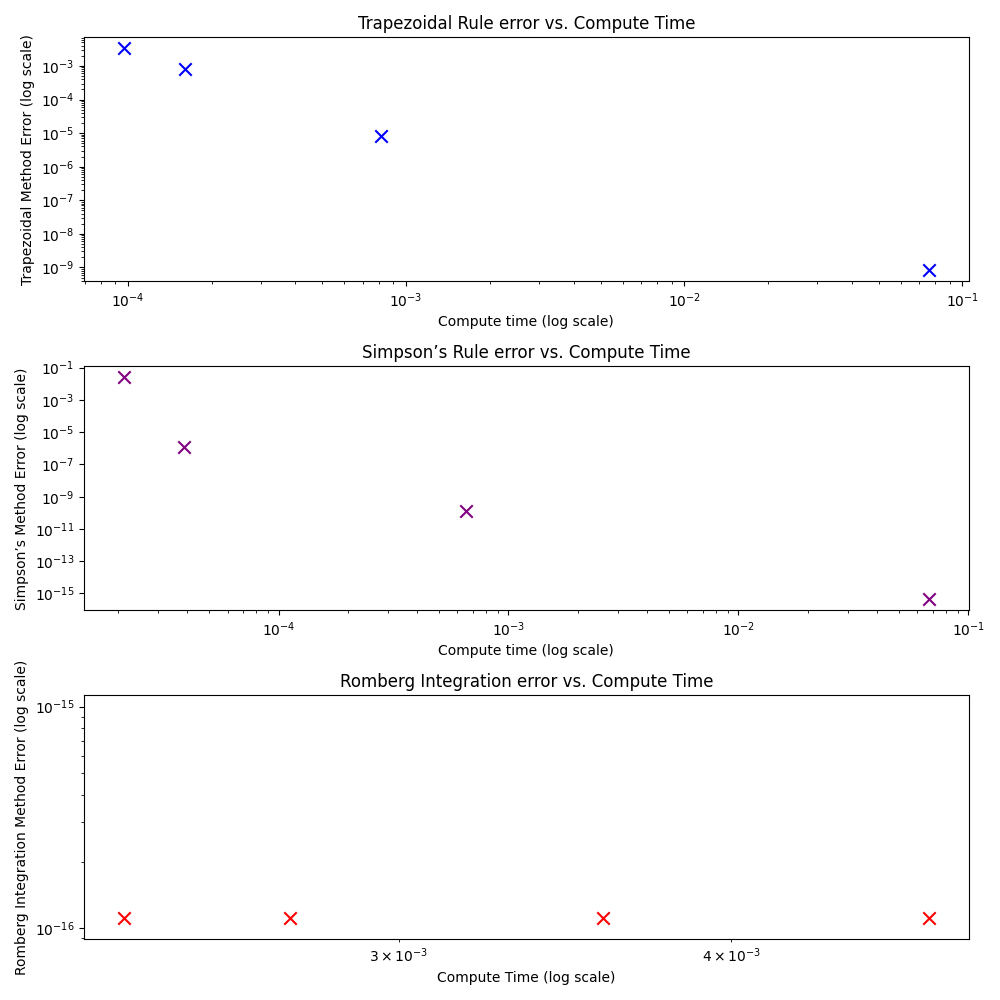 Trapezoidal Rule error vs. Compute Time
Trapezoidal Method Error (log scale)
10⁻³
10⁻⁴
10⁻⁵
10⁻⁶
10⁻⁷
10⁻⁸
10⁻⁹
10⁻⁴ 10⁻³ 10⁻² 10⁻¹
Compute time (log scale)
Simpson’s Rule error vs. Compute Time
Simpson’s Method Error (log scale)
10⁻¹
10⁻³
10⁻⁵
10⁻⁷
10⁻⁹
10⁻¹¹
10⁻¹³
10⁻¹⁵
10⁻⁴ 10⁻³ 10⁻² 10⁻¹
Compute time (log scale)
Romberg Integration error vs. Compute Time
Romberg Integration Method Error (log scale)
10⁻¹⁵
10⁻¹⁶
3 × 10⁻³ 4 × 10⁻³
Compute Time (log scale)